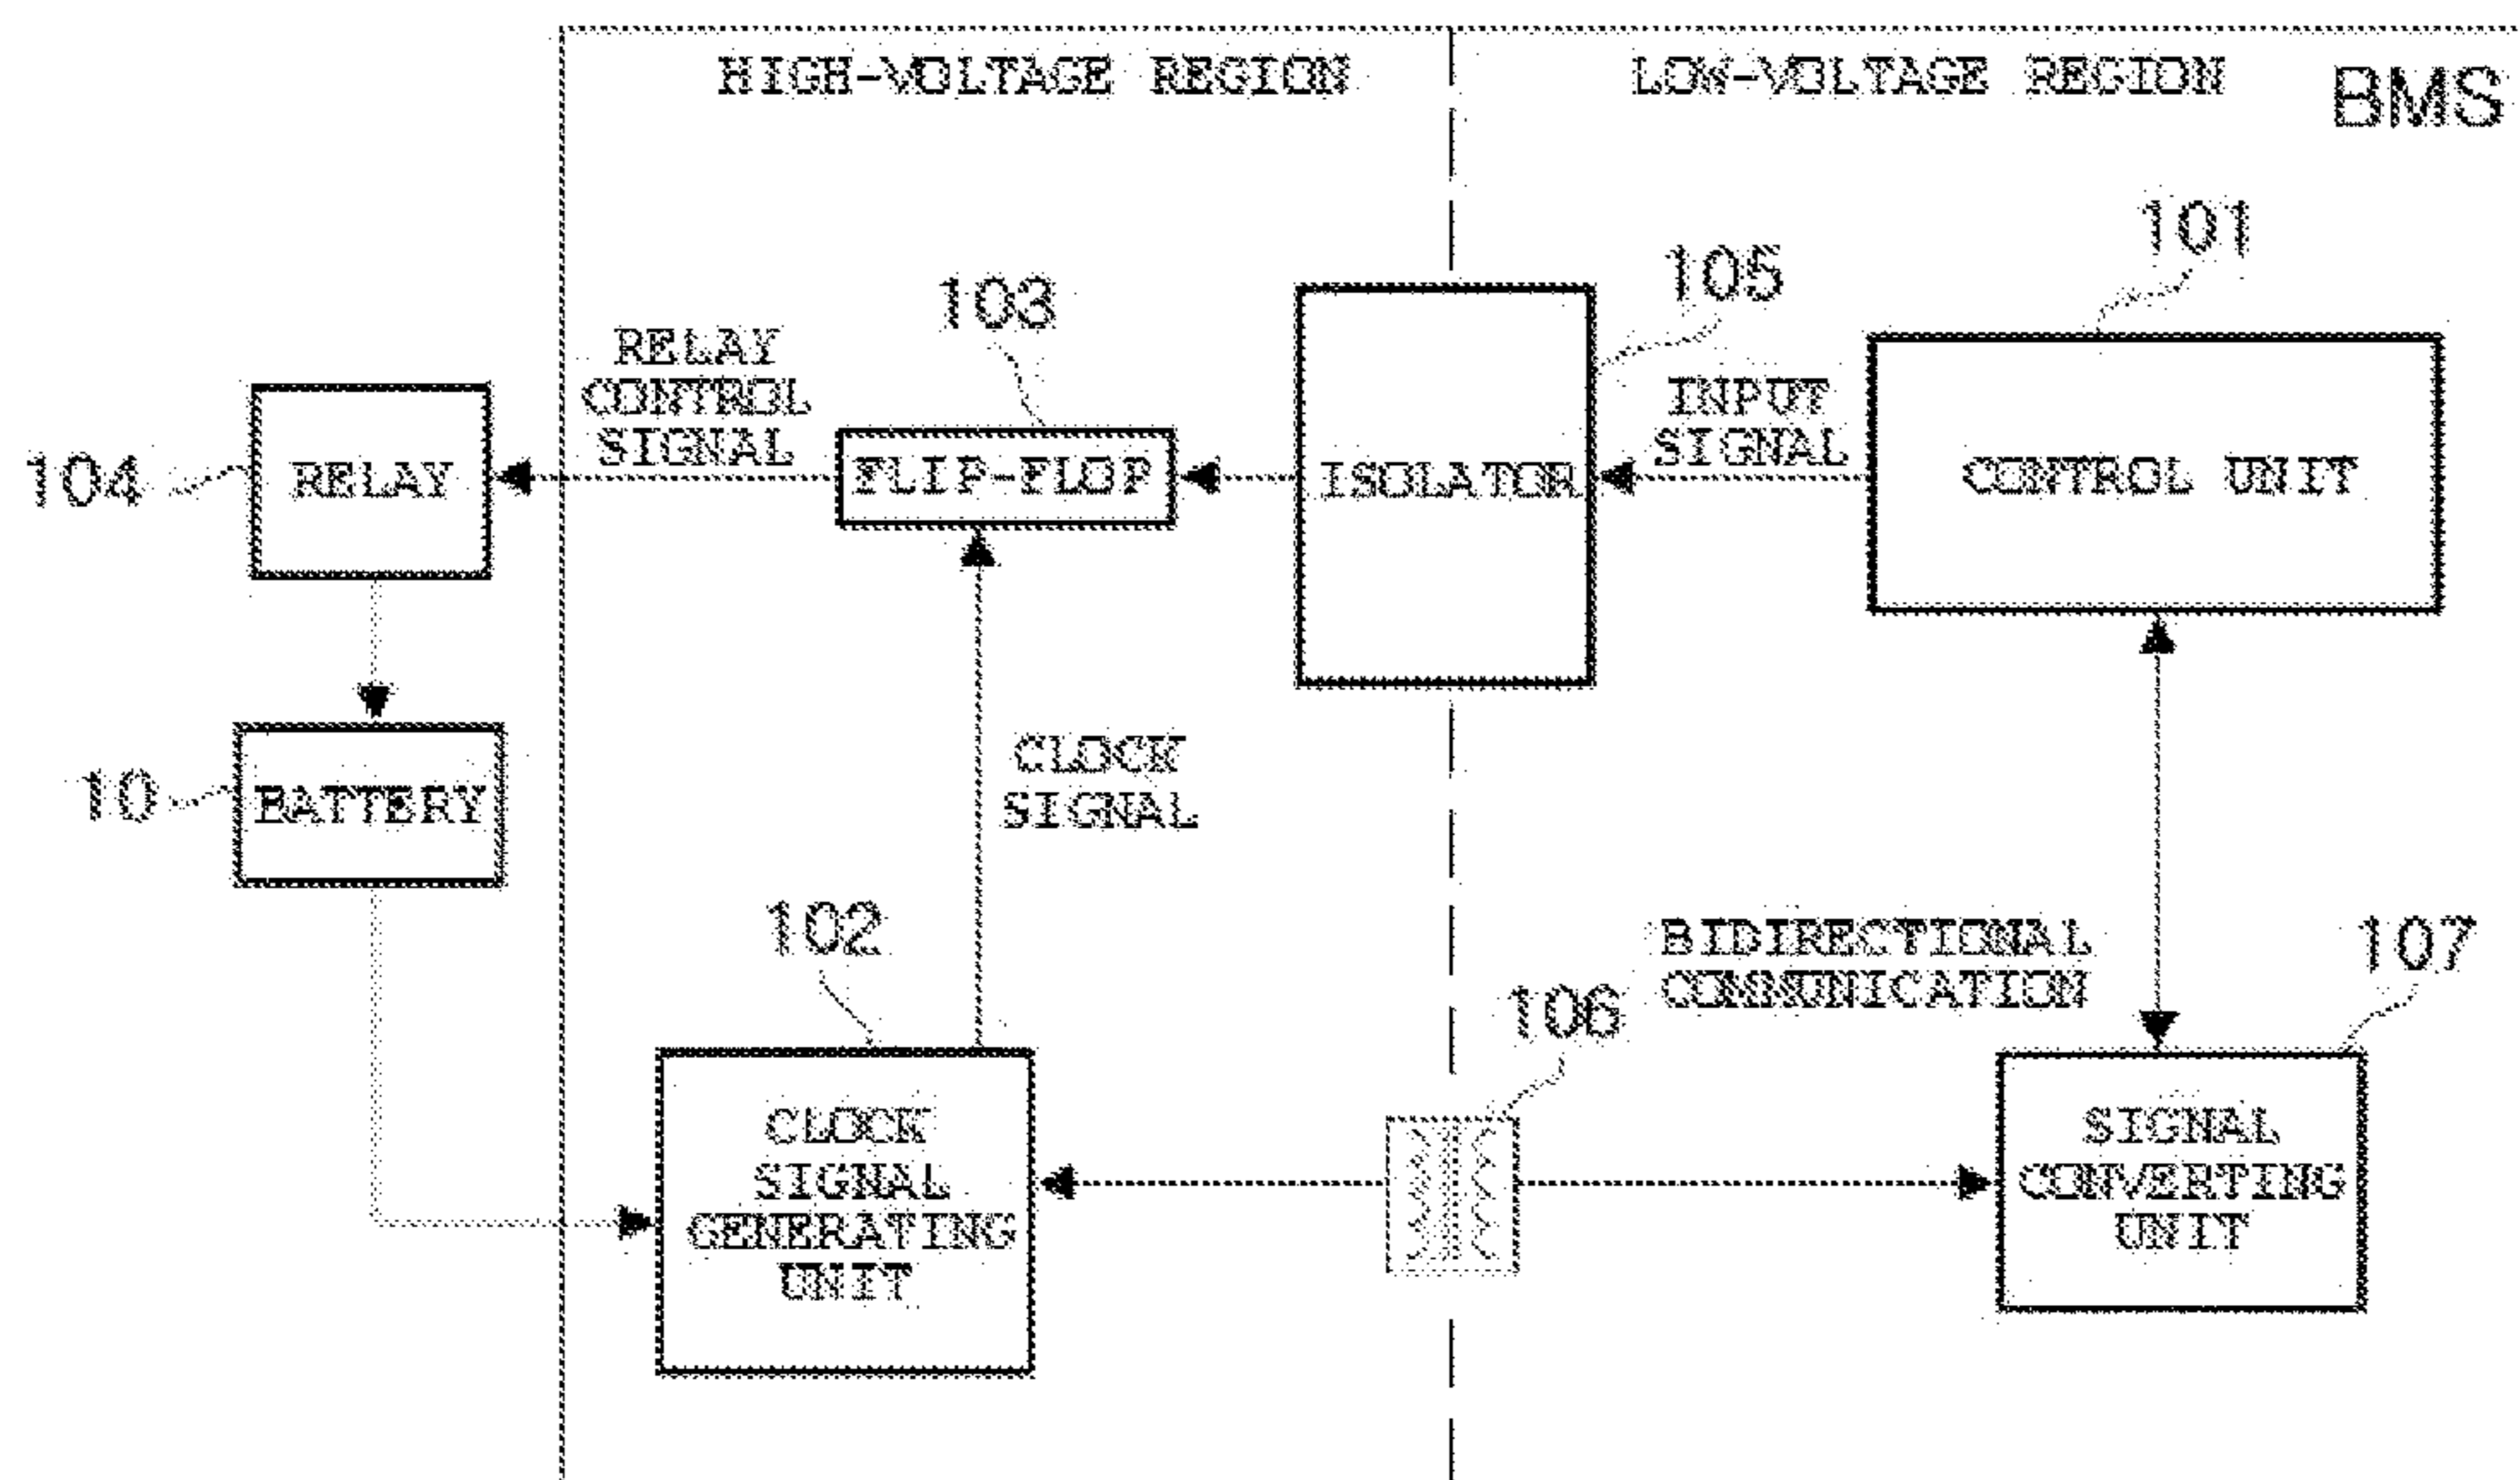 HIGH-VOLTAGE REGION
LOW-VOLTAGE REGION
BMS
101
105
103
RELAY
CONTROL
SIGNAL
INPUT
SIGNAL
104
RELAY
FLIP-FLOP
ISOLATOR
CONTROL UNIT
CLOCK
SIGNAL
10
BATTERY
102
BIDIRECTIONAL
COMMUNICATION
107
106
CLOCK
SIGNAL
GENERATING
UNIT
SIGNAL
CONVERTING
UNIT